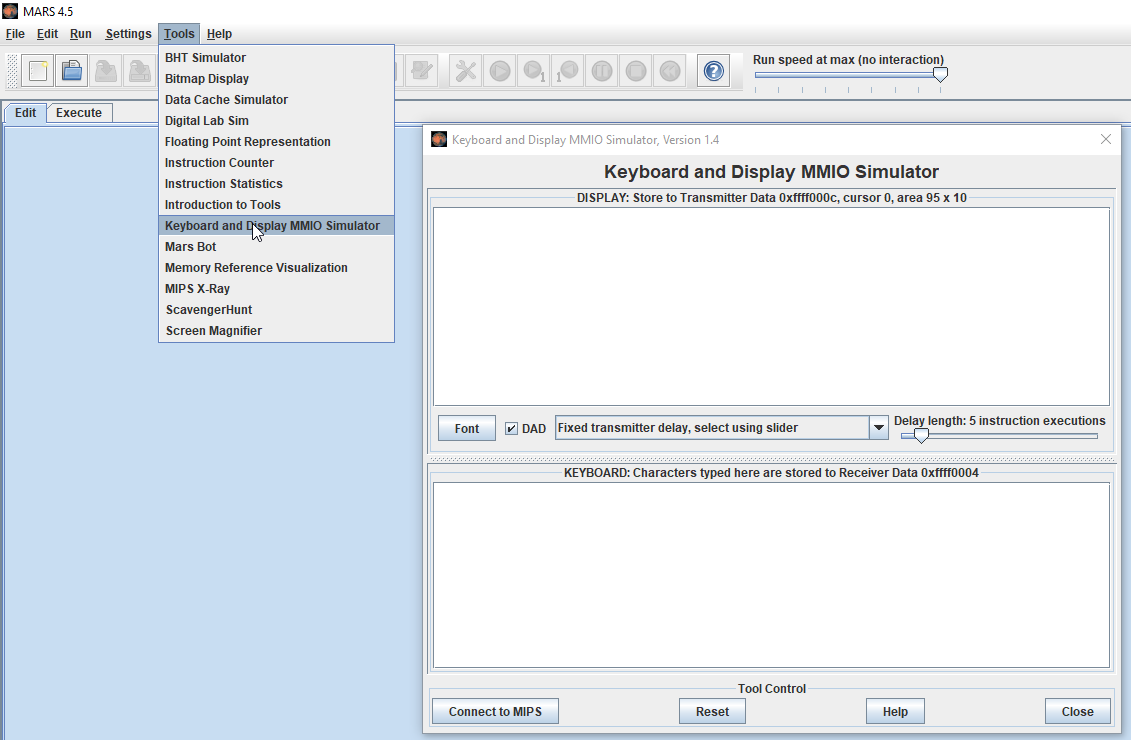 MARS 4.5
File Edit Run Settings Tools Help
BHT Simulator
Bitmap Display
Data Cache Simulator
Digital Lab Sim
Floating Point Representation
Instruction Counter
Instruction Statistics
Introduction to Tools
Keyboard and Display MMIO Simulator
Mars Bot
Memory Reference Visualization
MIPS X-Ray
ScavengerHunt
Screen Magnifier
1 1
Run speed at max (no interaction)
Edit Execute
Keyboard and Display MMIO Simulator, Version 1.4
Keyboard and Display MMIO Simulator
DISPLAY: Store to Transmitter Data 0xffff000c, cursor 0, area 95 x 10
Font DAD Fixed transmitter delay, select using slider Delay length: 5 instruction executions
KEYBOARD: Characters typed here are stored to Receiver Data 0xffff0004
Tool Control
Connect to MIPS Reset Help Close